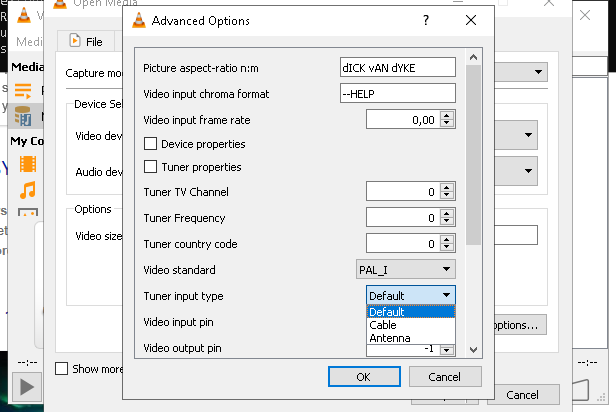 Open Media
Advanced Options
?
File
Media
Capture mo
Picture aspect-ratio n:m
dICK vAN dYKE
Video input chroma format
--HELP
Device Sel
Video input frame rate
0,00
Video dev
Device properties
My Co
Tuner properties
Audio dev
Tuner TV Channel
0
Options
Tuner Frequency
0
Video size
Tuner country code
0
Video standard
PAL_I
Tuner input type
Default
Default
Cable
Antenna
Video input pin
ptions...
Video output pin
-1
--:--
Show more
--:--
OK
Cancel
Cancel